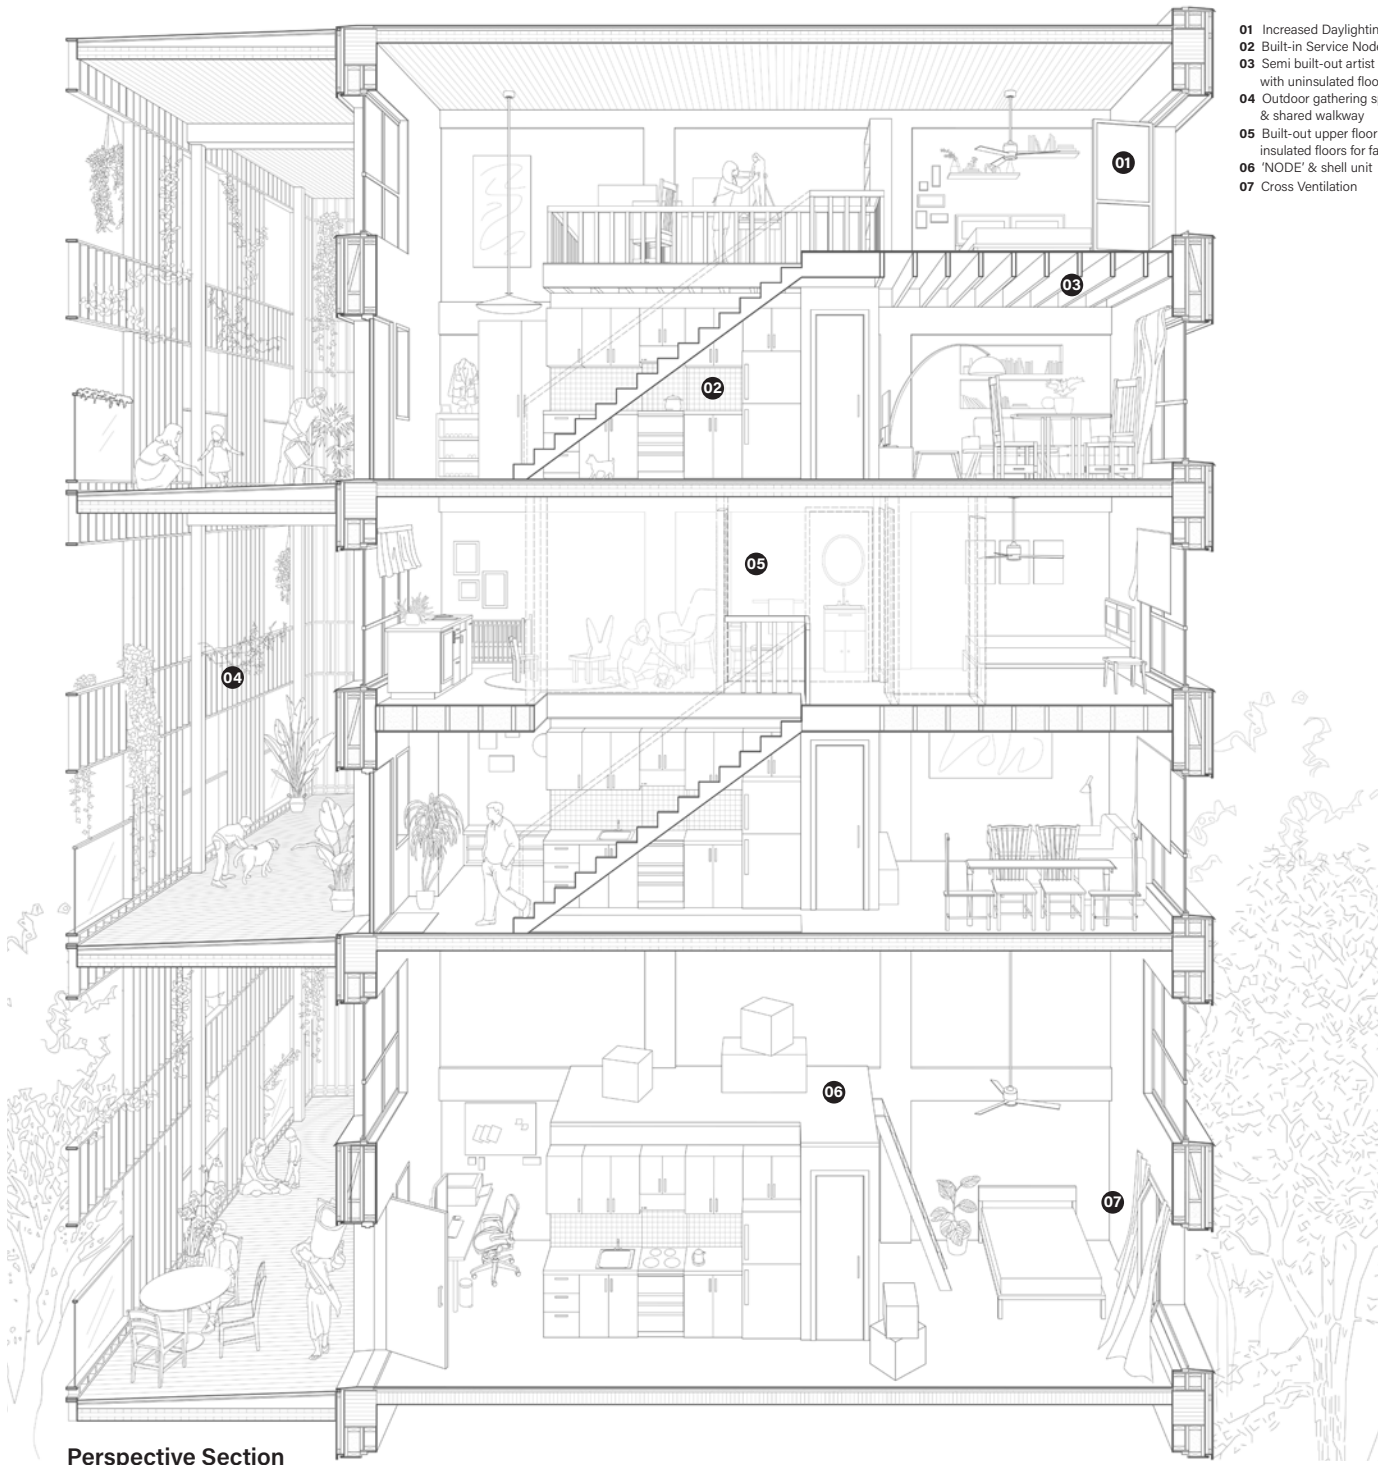 01 Increased Daylightin
02 Built-in Service Node
03 Semi built-out artist
with uninsulated floo
04 Outdoor gathering s
& shared walkway
05 Built-out upper floor
insulated floors for fa
06 'NODE' & shell unit
07 Cross Ventilation
01
03
02
05
04
06
07
Perspective Section